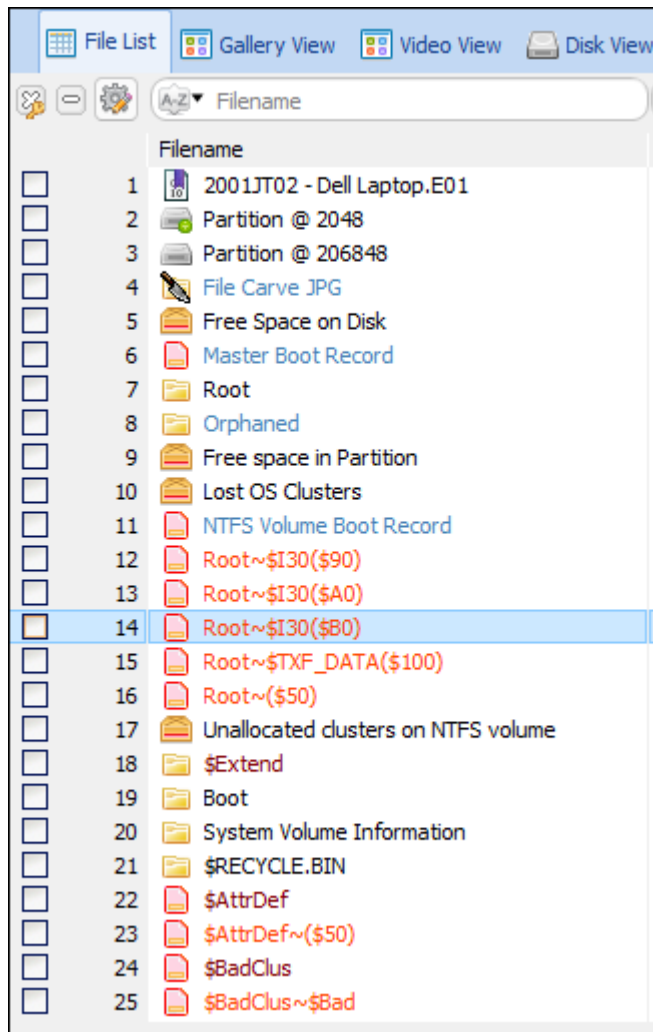 File List Gallery View Video View Disk View
A-Z Filename
Filename
1 2001JT02 - Dell Laptop.E01
2 Partition @ 2048
3 Partition @ 206848
4 File Carve JPG
5 Free Space on Disk
6 Master Boot Record
7 Root
8 Orphaned
9 Free space in Partition
10 Lost OS Clusters
11 NTFS Volume Boot Record
12 Root~$I30($90)
13 Root~$I30($A0)
14 Root~$I30($B0)
15 Root~$TXF_DATA($100)
16 Root~($50)
17 Unallocated clusters on NTFS volume
18 $Extend
19 Boot
20 System Volume Information
21 $RECYCLE.BIN
22 $AttrDef
23 $AttrDef~($50)
24 $BadClus
25 $BadClus~$Bad